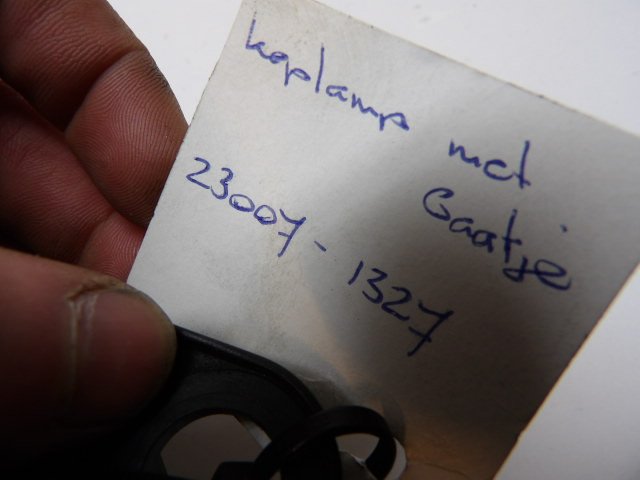 koplamp met
Gaatje
23007-1327